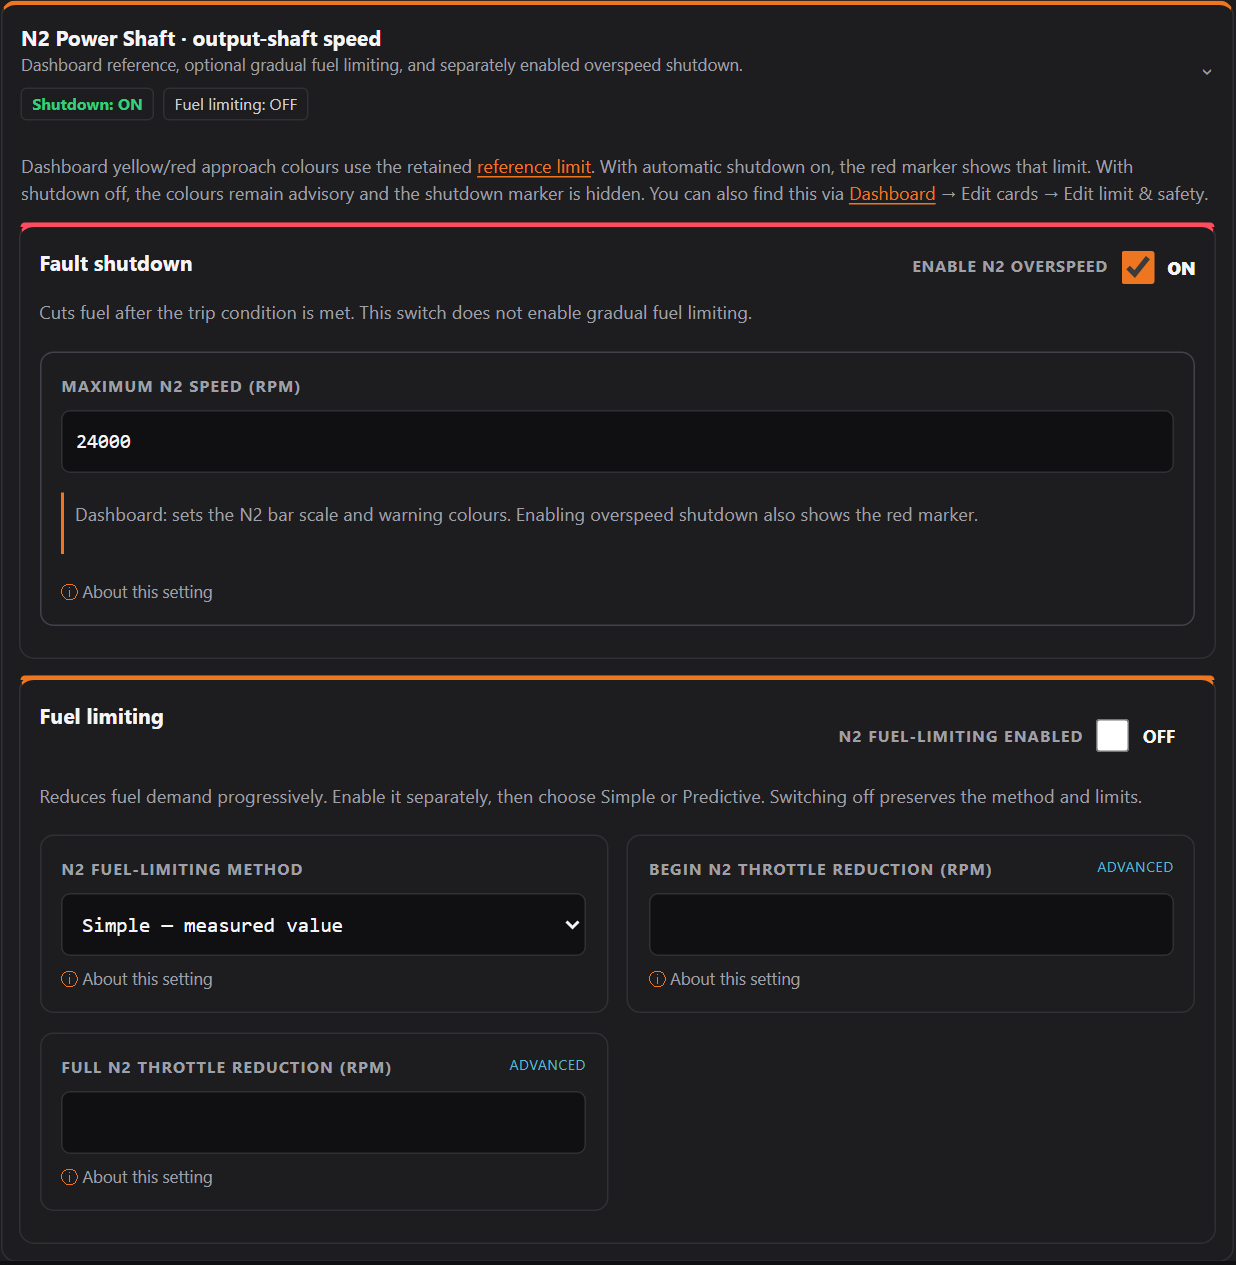 N2 Power Shaft · output-shaft speed
Dashboard reference, optional gradual fuel limiting, and separately enabled overspeed shutdown.
Shutdown: ON
Fuel limiting: OFF
Dashboard yellow/red approach colours use the retained reference limit. With automatic shutdown on, the red marker shows that limit. With
shutdown off, the colours remain advisory and the shutdown marker is hidden. You can also find this via Dashboard → Edit cards → Edit limit & safety.
Fault shutdown
ENABLE N2 OVERSPEED
ON
Cuts fuel after the trip condition is met. This switch does not enable gradual fuel limiting.
MAXIMUM N2 SPEED (RPM)
24000
Dashboard: sets the N2 bar scale and warning colours. Enabling overspeed shutdown also shows the red marker.
ⓘ About this setting
Fuel limiting
N2 FUEL-LIMITING ENABLED
OFF
Reduces fuel demand progressively. Enable it separately, then choose Simple or Predictive. Switching off preserves the method and limits.
N2 FUEL-LIMITING METHOD
Simple — measured value
ⓘ About this setting
BEGIN N2 THROTTLE REDUCTION (RPM)
ADVANCED
ⓘ About this setting
FULL N2 THROTTLE REDUCTION (RPM)
ADVANCED
ⓘ About this setting